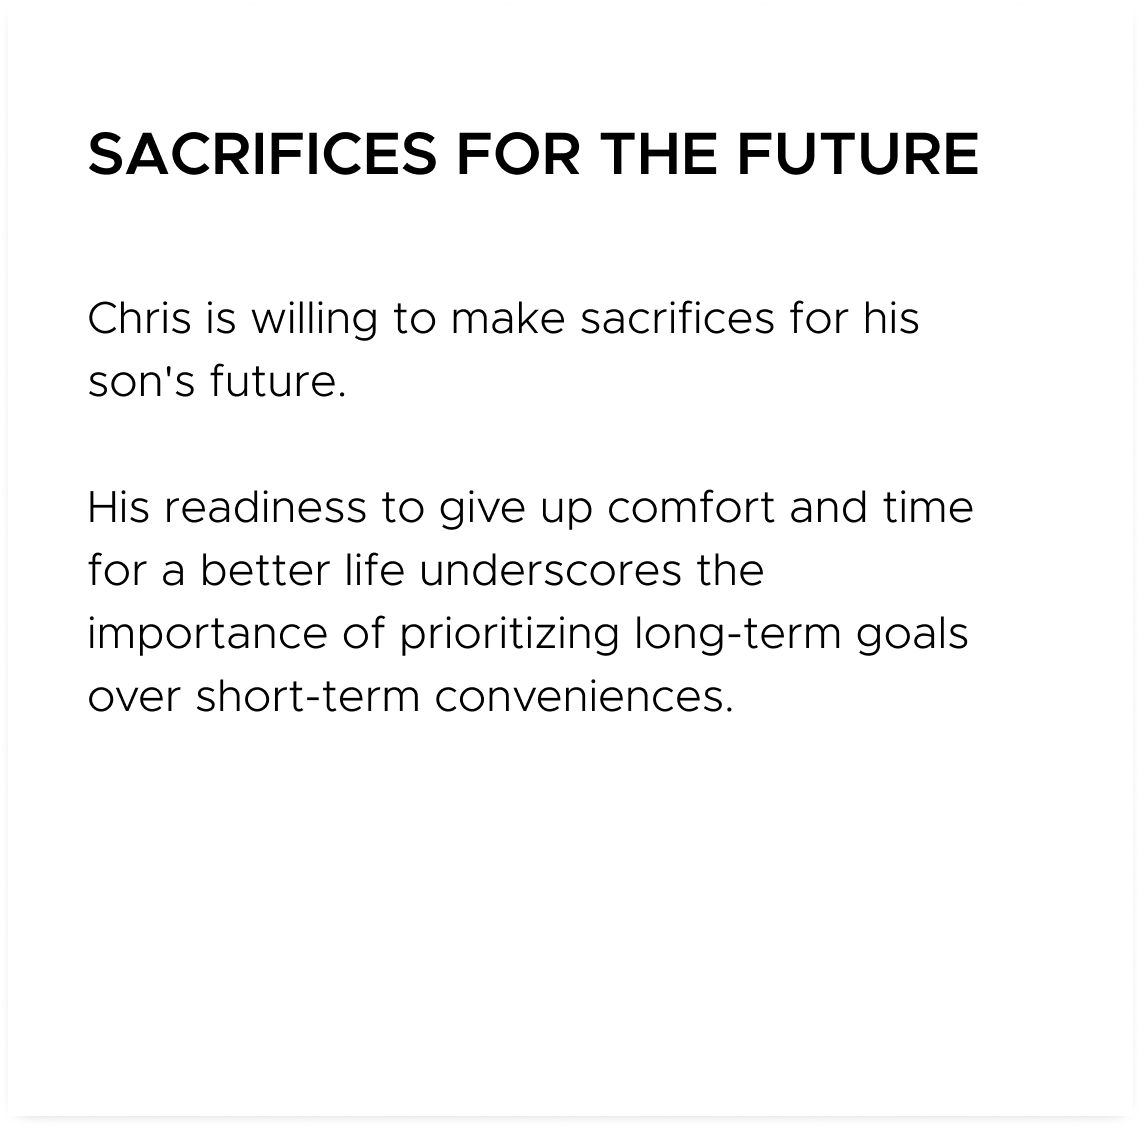 SACRIFICES FOR THE FUTURE
Chris is willing to make sacrifices for his
son's future.
His readiness to give up comfort and time
for a better life underscores the
importance of prioritizing long-term goals
over short-term conveniences.